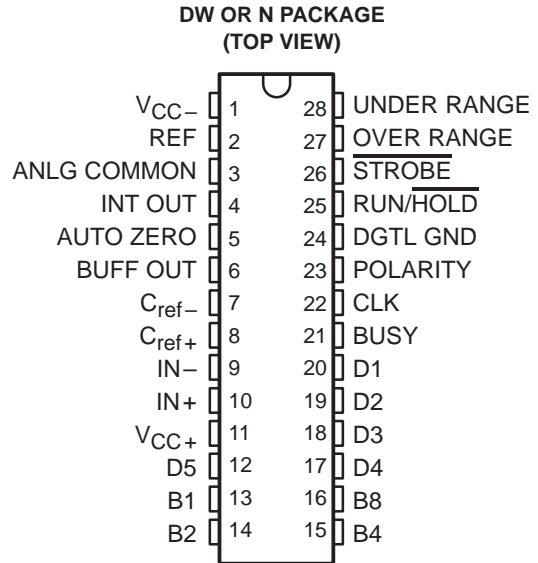 DW OR N PACKAGE
(TOP VIEW)
VCC− 1 28 UNDER RANGE
REF 2 27 OVER RANGE
ANLG COMMON 3 26 STROBE
INT OUT 4 25 RUN/HOLD
AUTO ZERO 5 24 DGTL GND
BUFF OUT 6 23 POLARITY
Cref− 7 22 CLK
Cref+ 8 21 BUSY
IN− 9 20 D1
IN+ 10 19 D2
VCC+ 11 18 D3
D5 12 17 D4
B1 13 16 B8
B2 14 15 B4